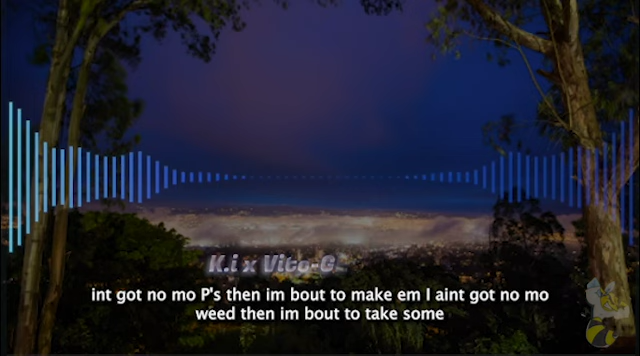 K.i x Vito-G
int got no mo P's then im bout to make em I aint got no mo
weed then im bout to take some